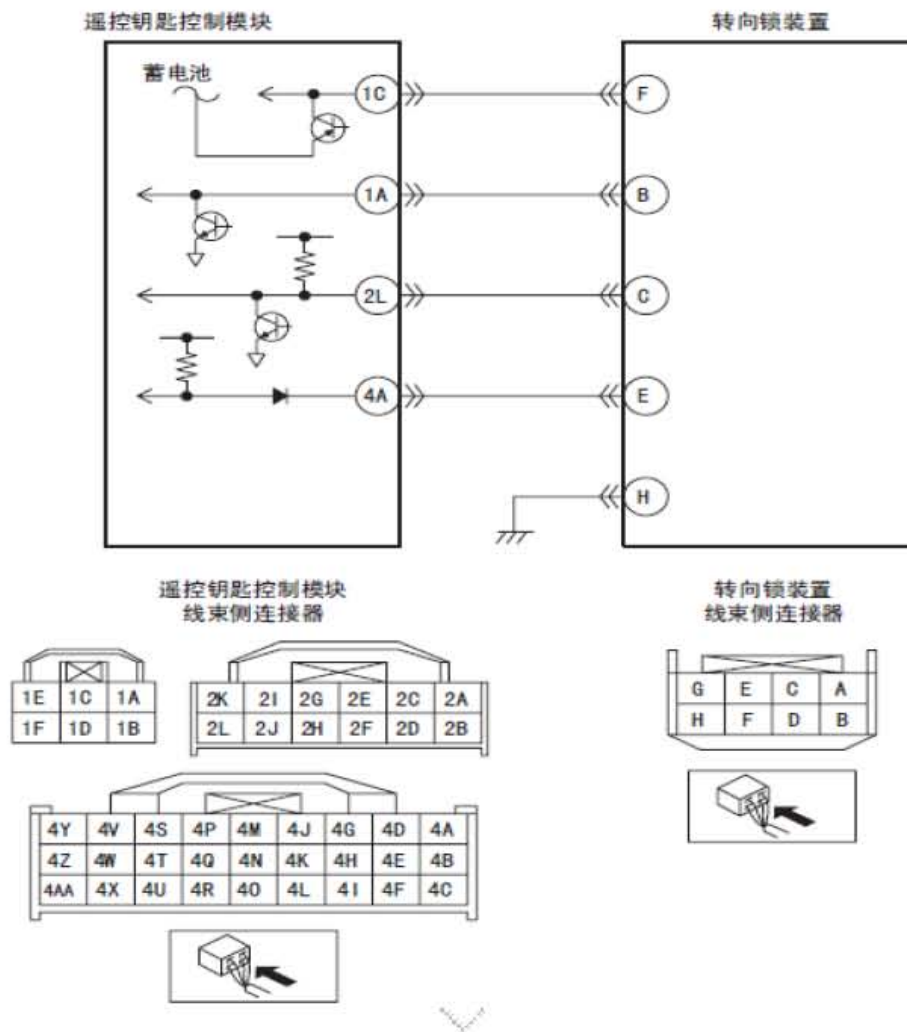 遥控钥匙控制模块
转向锁装置
蓄电池
1C
F
1A
B
2L
C
4A
E
H
遥控钥匙控制模块
线束侧连接器
转向锁装置
线束侧连接器
1E 1C 1A
1F 1D 1B
2K 2I 2G 2E 2C 2A
2L 2J 2H 2F 2D 2B
G E C A
H F D B
4Y 4V 4S 4P 4M 4J 4G 4D 4A
4Z 4W 4T 4Q 4N 4K 4H 4E 4B
4AA 4X 4U 4R 4O 4L 4I 4F 4C